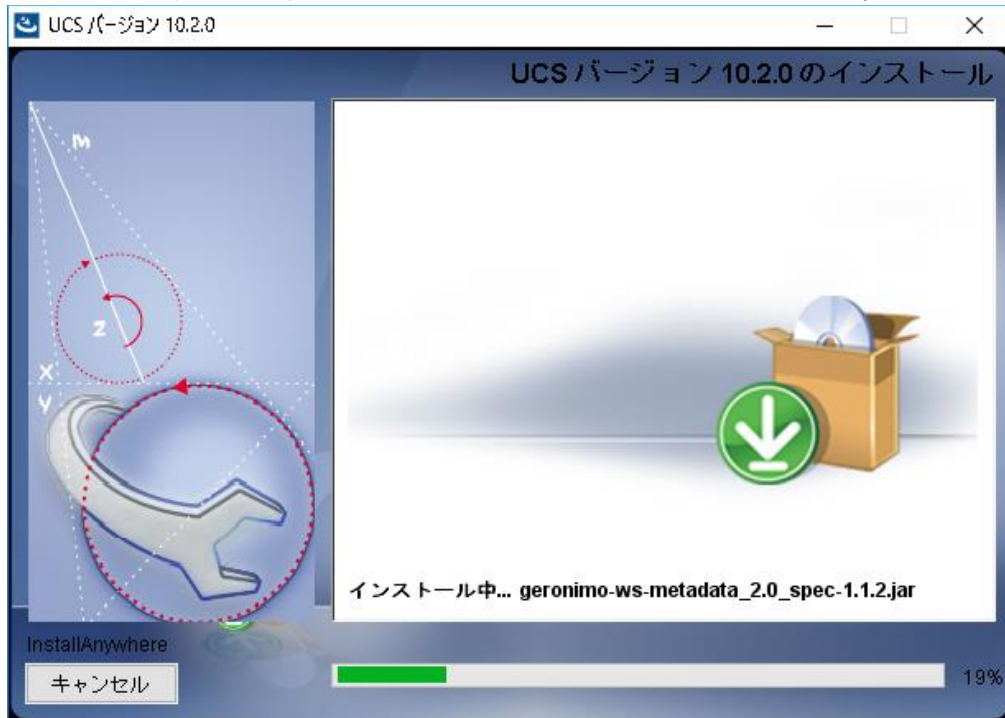 UCS バージョン 10.2.0
UCS バージョン 10.2.0 のインストール
m
z
x
y
インストール中... geronimo-ws-metadata_2.0_spec-1.1.2.jar
InstallAnywhere
キャンセル
19%